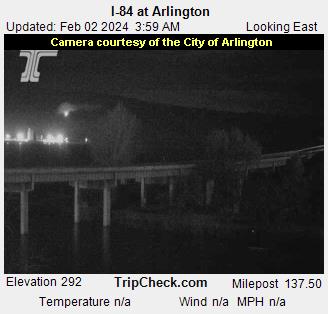 I-84 at Arlington
Updated: Feb 02 2024 3:59 AM Looking East
Camera courtesy of the City of Arlington
Elevation 292 TripCheck.com Milepost 137.50
Temperature n/a Wind n/a MPH n/a